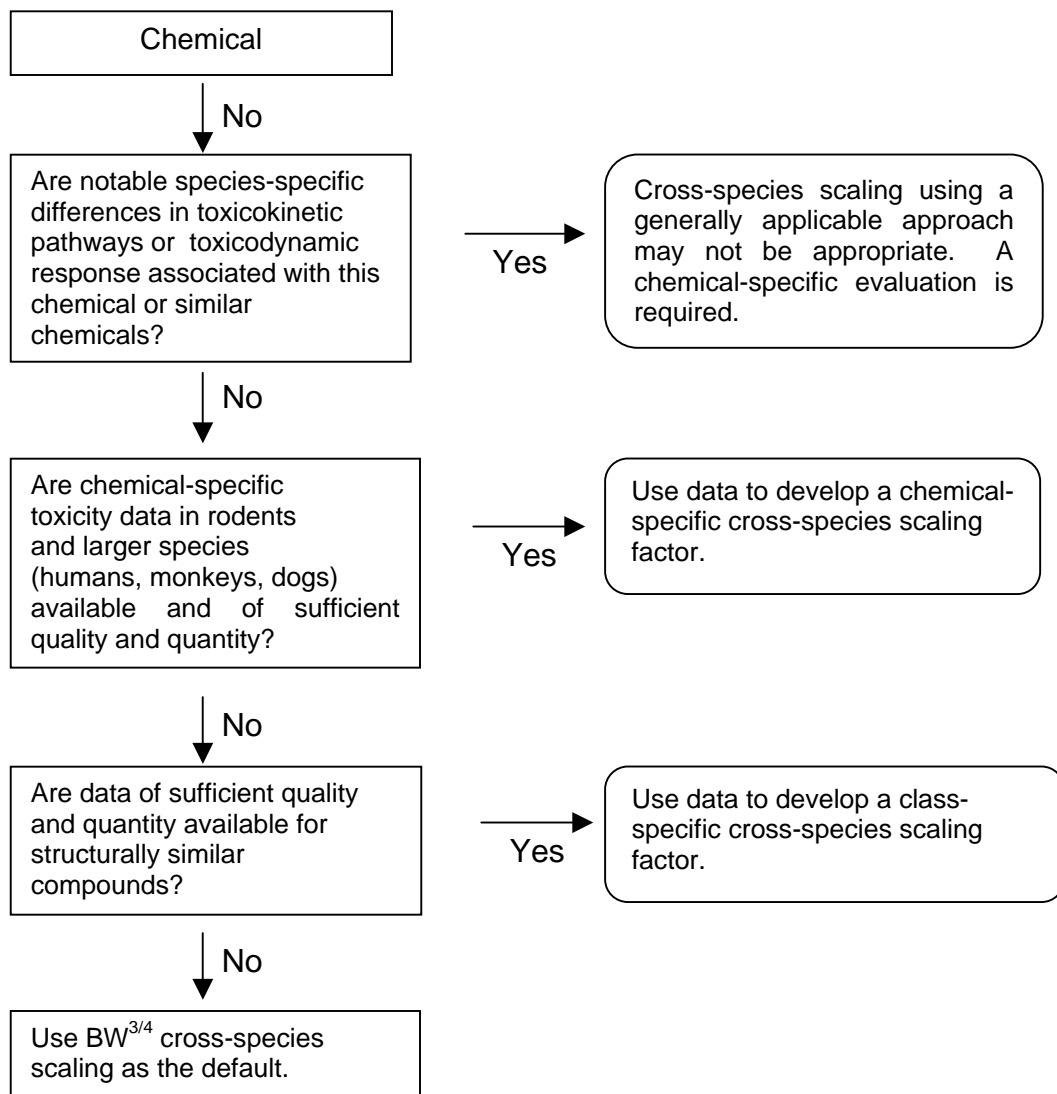 Chemical
No
Are notable species-specific
differences in toxicokinetic
pathways or toxicodynamic
response associated with this
chemical or similar
chemicals?
Yes
Cross-species scaling using a
generally applicable approach
may not be appropriate. A
chemical-specific evaluation is
required.
No
Are chemical-specific
toxicity data in rodents
and larger species
(humans, monkeys, dogs)
available and of sufficient
quality and quantity?
Yes
Use data to develop a chemical-
specific cross-species scaling
factor.
No
Are data of sufficient quality
and quantity available for
structurally similar
compounds?
Yes
Use data to develop a class-
specific cross-species scaling
factor.
No
Use BW3/4 cross-species
scaling as the default.